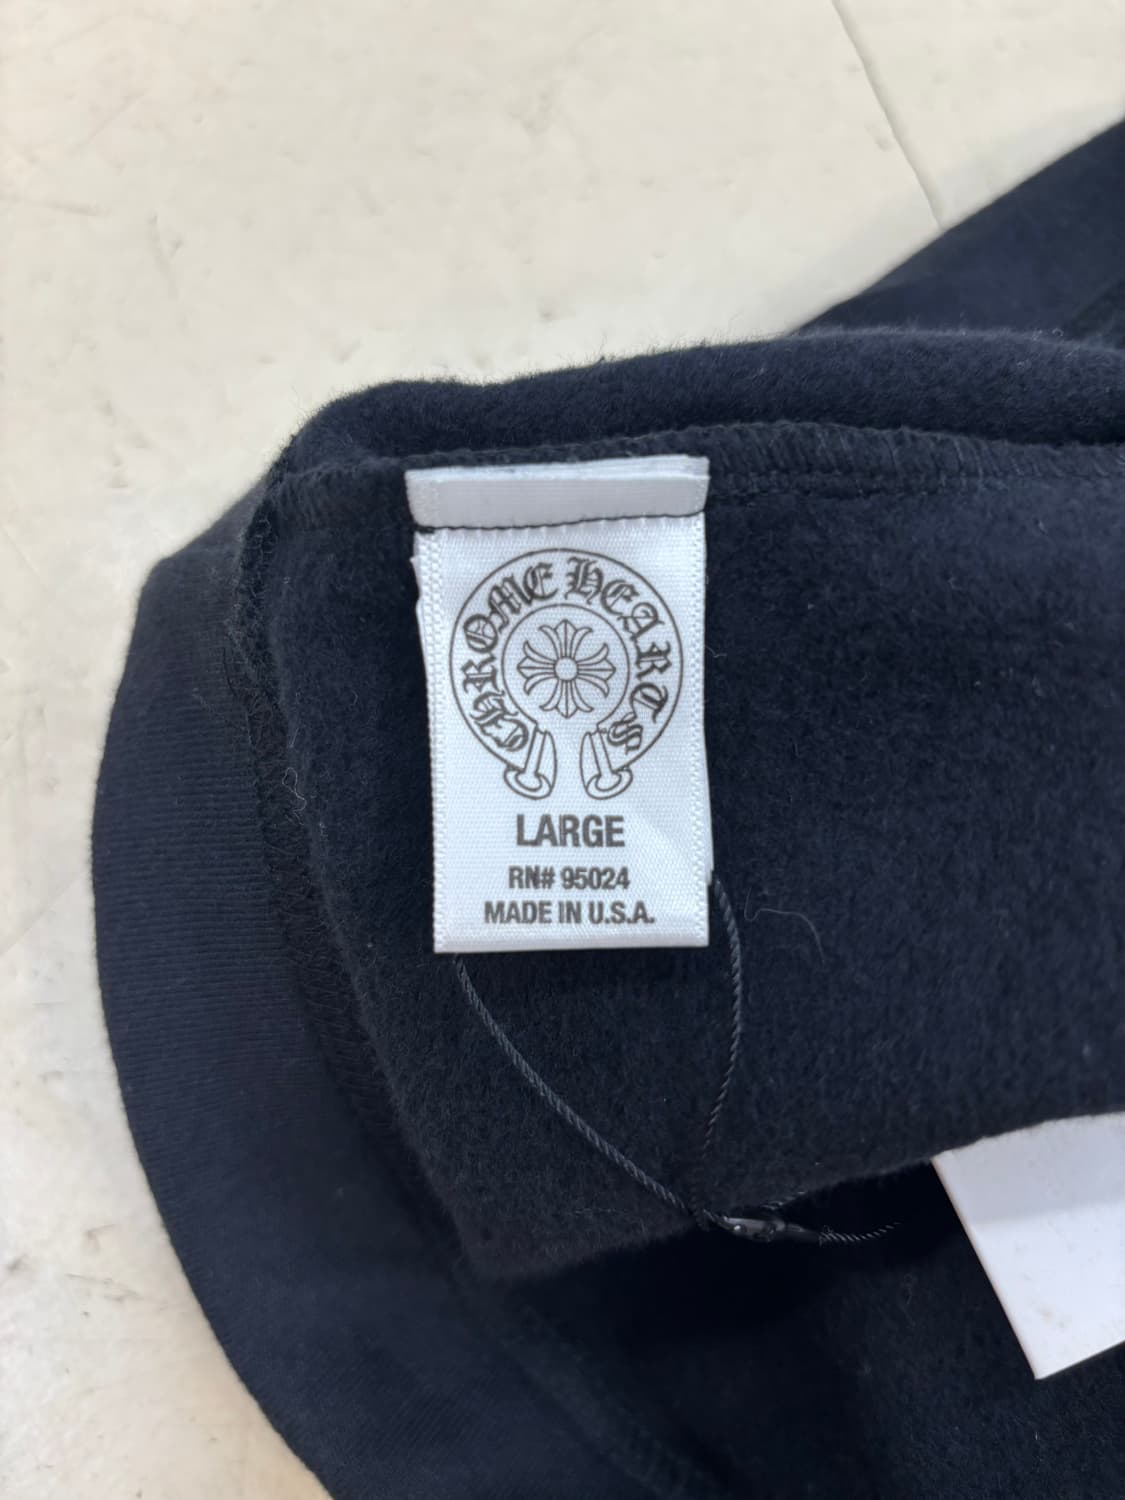 CHROME HEARTS
LARGE
RN# 95024
MADE IN U.S.A.